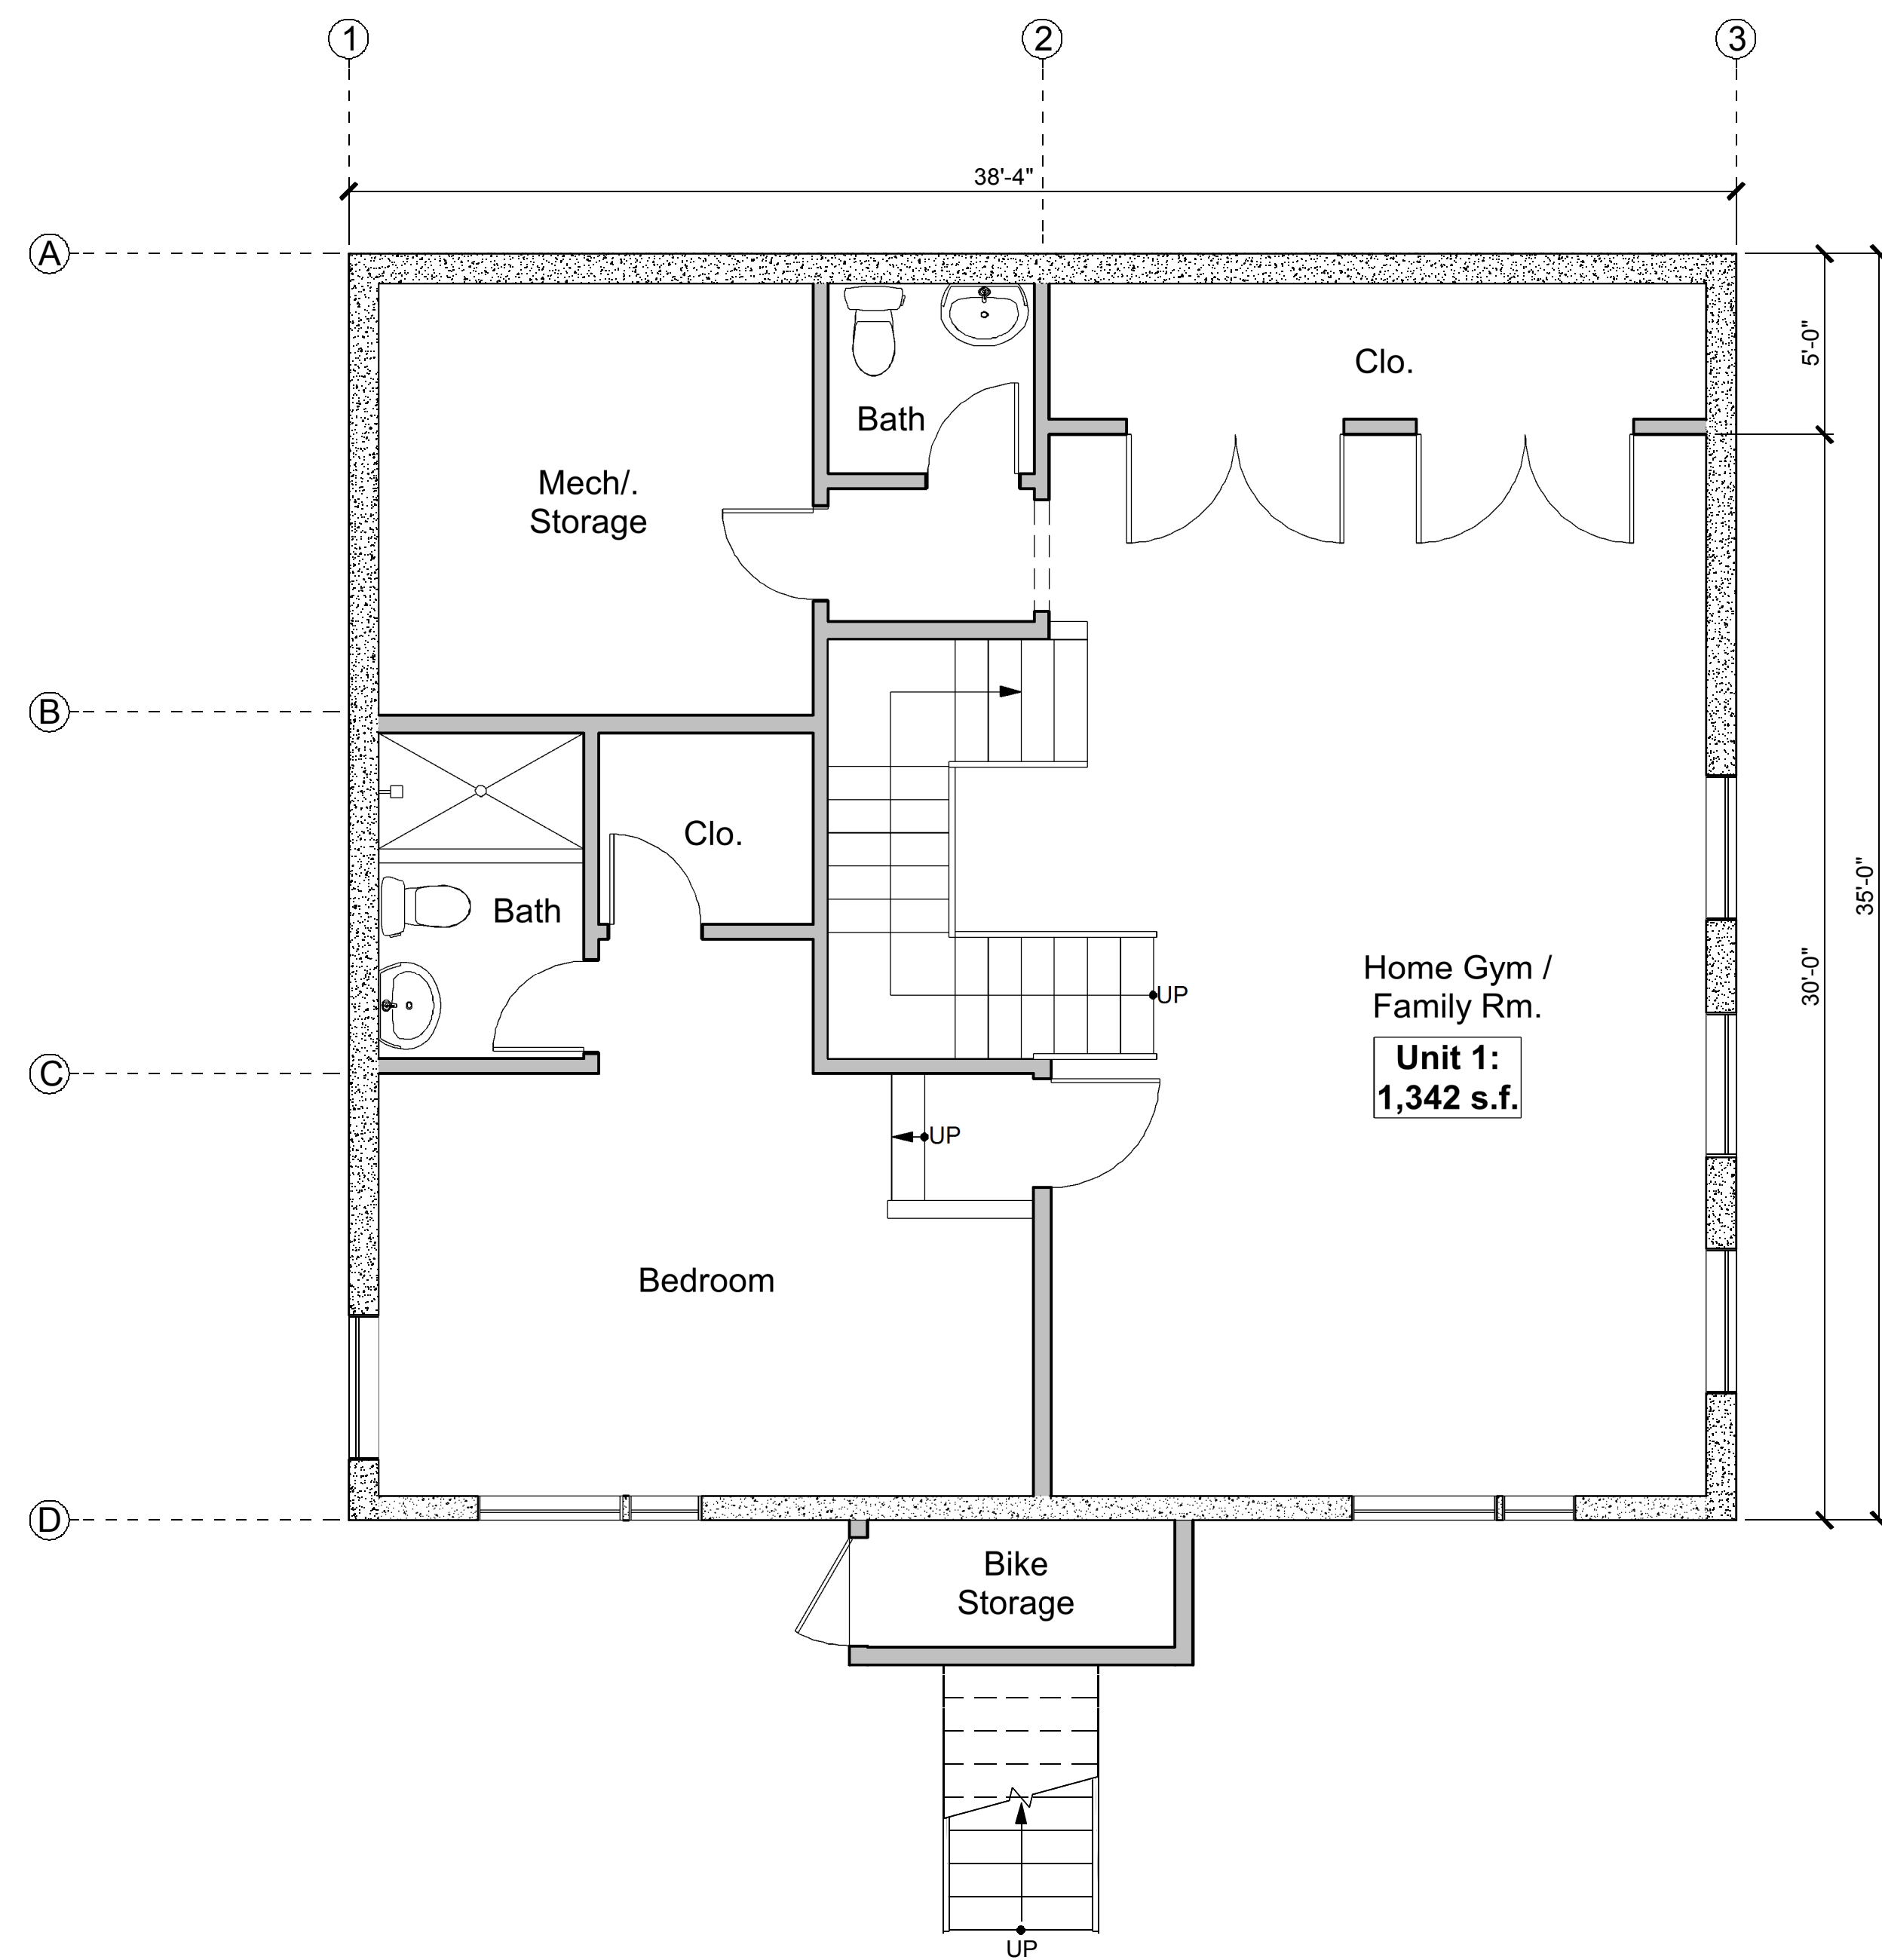 1
2
3
38'-4"
A
5'-0"
Clo.
Bath
Mech/.
Storage
B
Clo.
35'-0"
Bath
Home Gym /
Family Rm.
30'-0"
UP
Unit 1:
1,342 s.f.
C
UP
Bedroom
D
Bike
Storage
UP